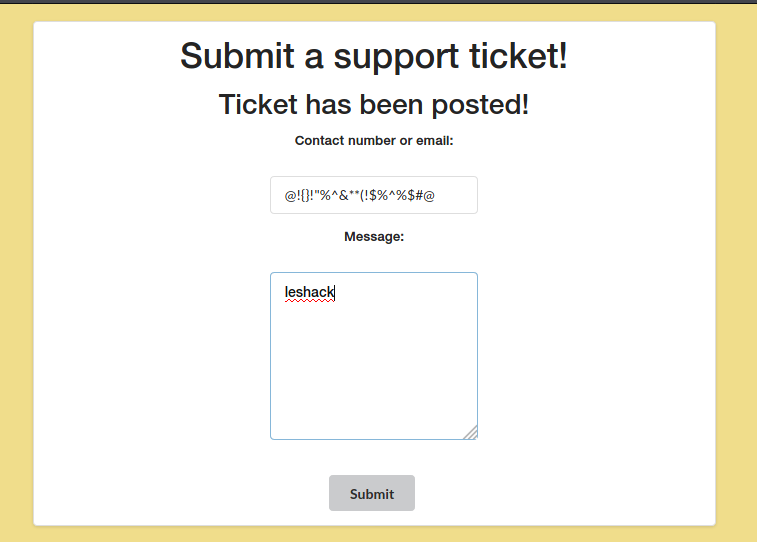 Submit a support ticket!
Ticket has been posted!
Contact number or email:
@!{}!"%^&**(!$%^%$#@
Message:
leshack
Submit